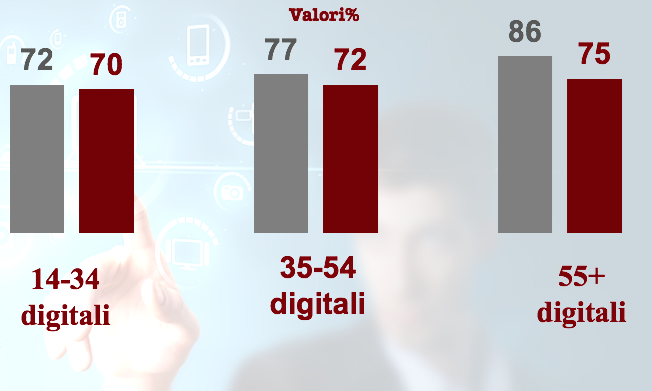 Valori%
72 70 77 72 86 75
14-34
digitali
35-54
digitali
55+
digitali